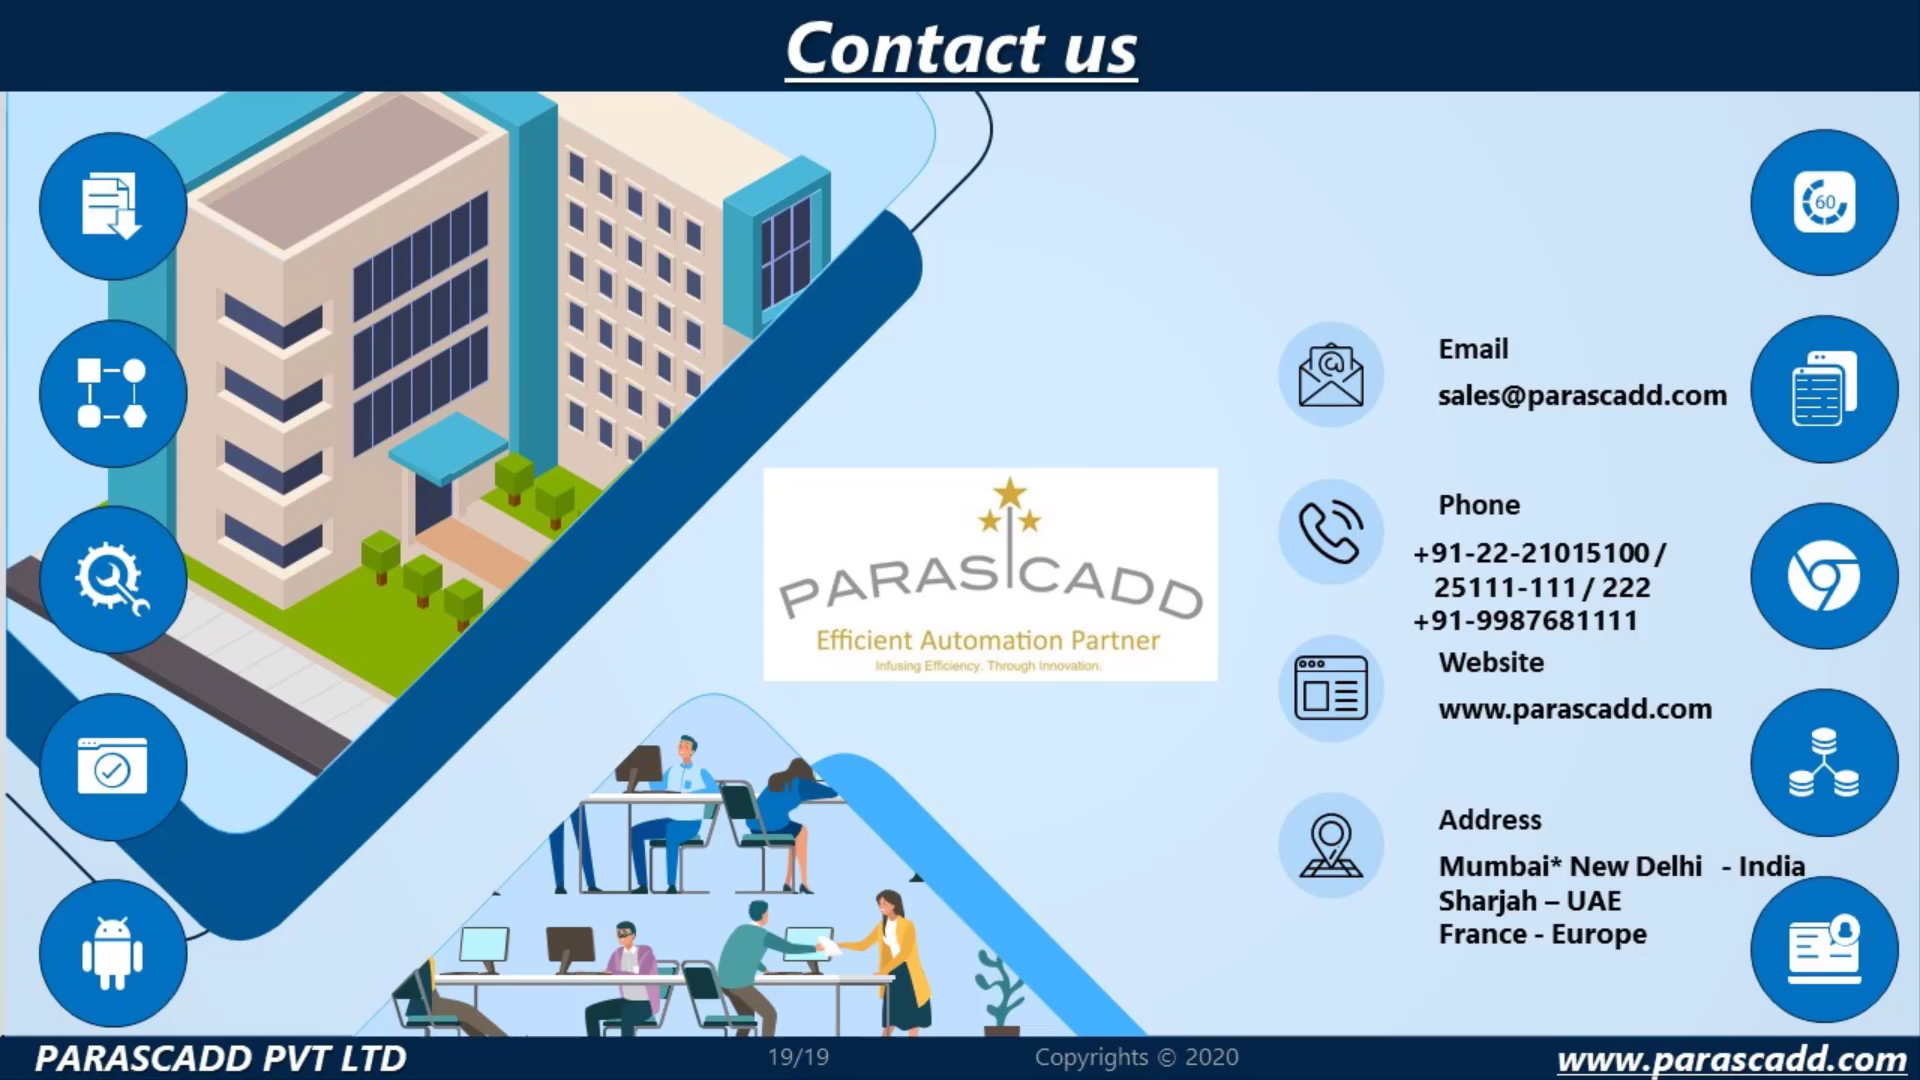 Contact us
60
Email
sales@parascadd.com
Phone
+91-22-21015100 /
25111-111 / 222
+91-9987681111
Website
www.parascadd.com
Address
Mumbai* New Delhi - India
Sharjah – UAE
France - Europe
PARASCADD
Efficient Automation Partner
Infusing Efficiency. Through Innovation.
PARASCADD PVT LTD
19/19
Copyrights © 2020
www.parascadd.com